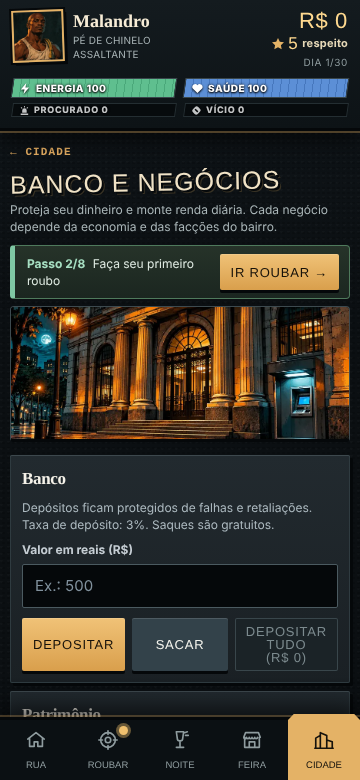 Malandro
PÉ DE CHINELO
ASSALTANTE
R$ 0
5 respeito
DIA 1/30
ENERGIA 100
SAÚDE 100
PROCURADO 0
VÍCIO 0
← CIDADE
BANCO E NEGÓCIOS
Proteja seu dinheiro e monte renda diária. Cada negócio
depende da economia e das facções do bairro.
Passo 2/8 Faça seu primeiro
roubo
IR ROUBAR →
Banco
Depósitos ficam protegidos de falhas e retaliações.
Taxa de depósito: 3%. Saques são gratuitos.
Valor em reais (R$)
Ex.: 500
DEPOSITAR
SACAR
DEPOSITAR
TUDO
(R$ 0)
Patrimônio
RUA
ROUBAR
NOITE
FEIRA
CIDADE